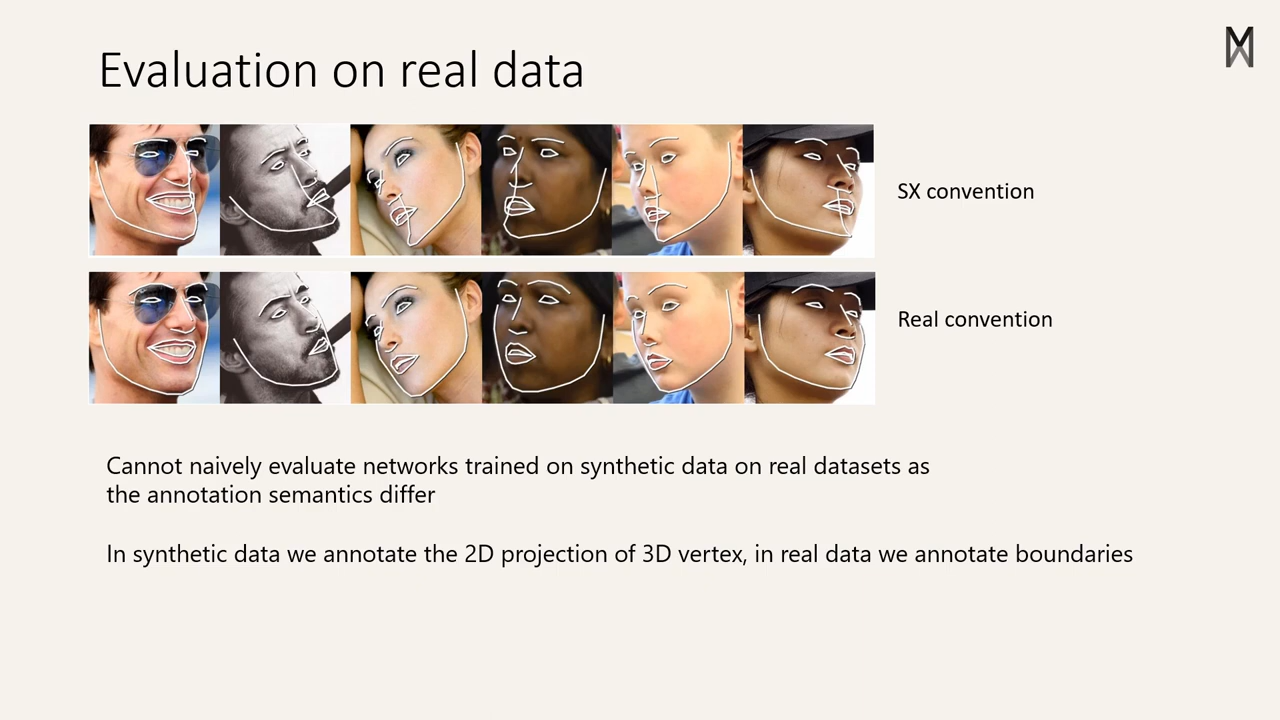 Evaluation on real data
SX convention
Real convention
Cannot naively evaluate networks trained on synthetic data on real datasets as
the annotation semantics differ
In synthetic data we annotate the 2D projection of 3D vertex, in real data we annotate boundaries